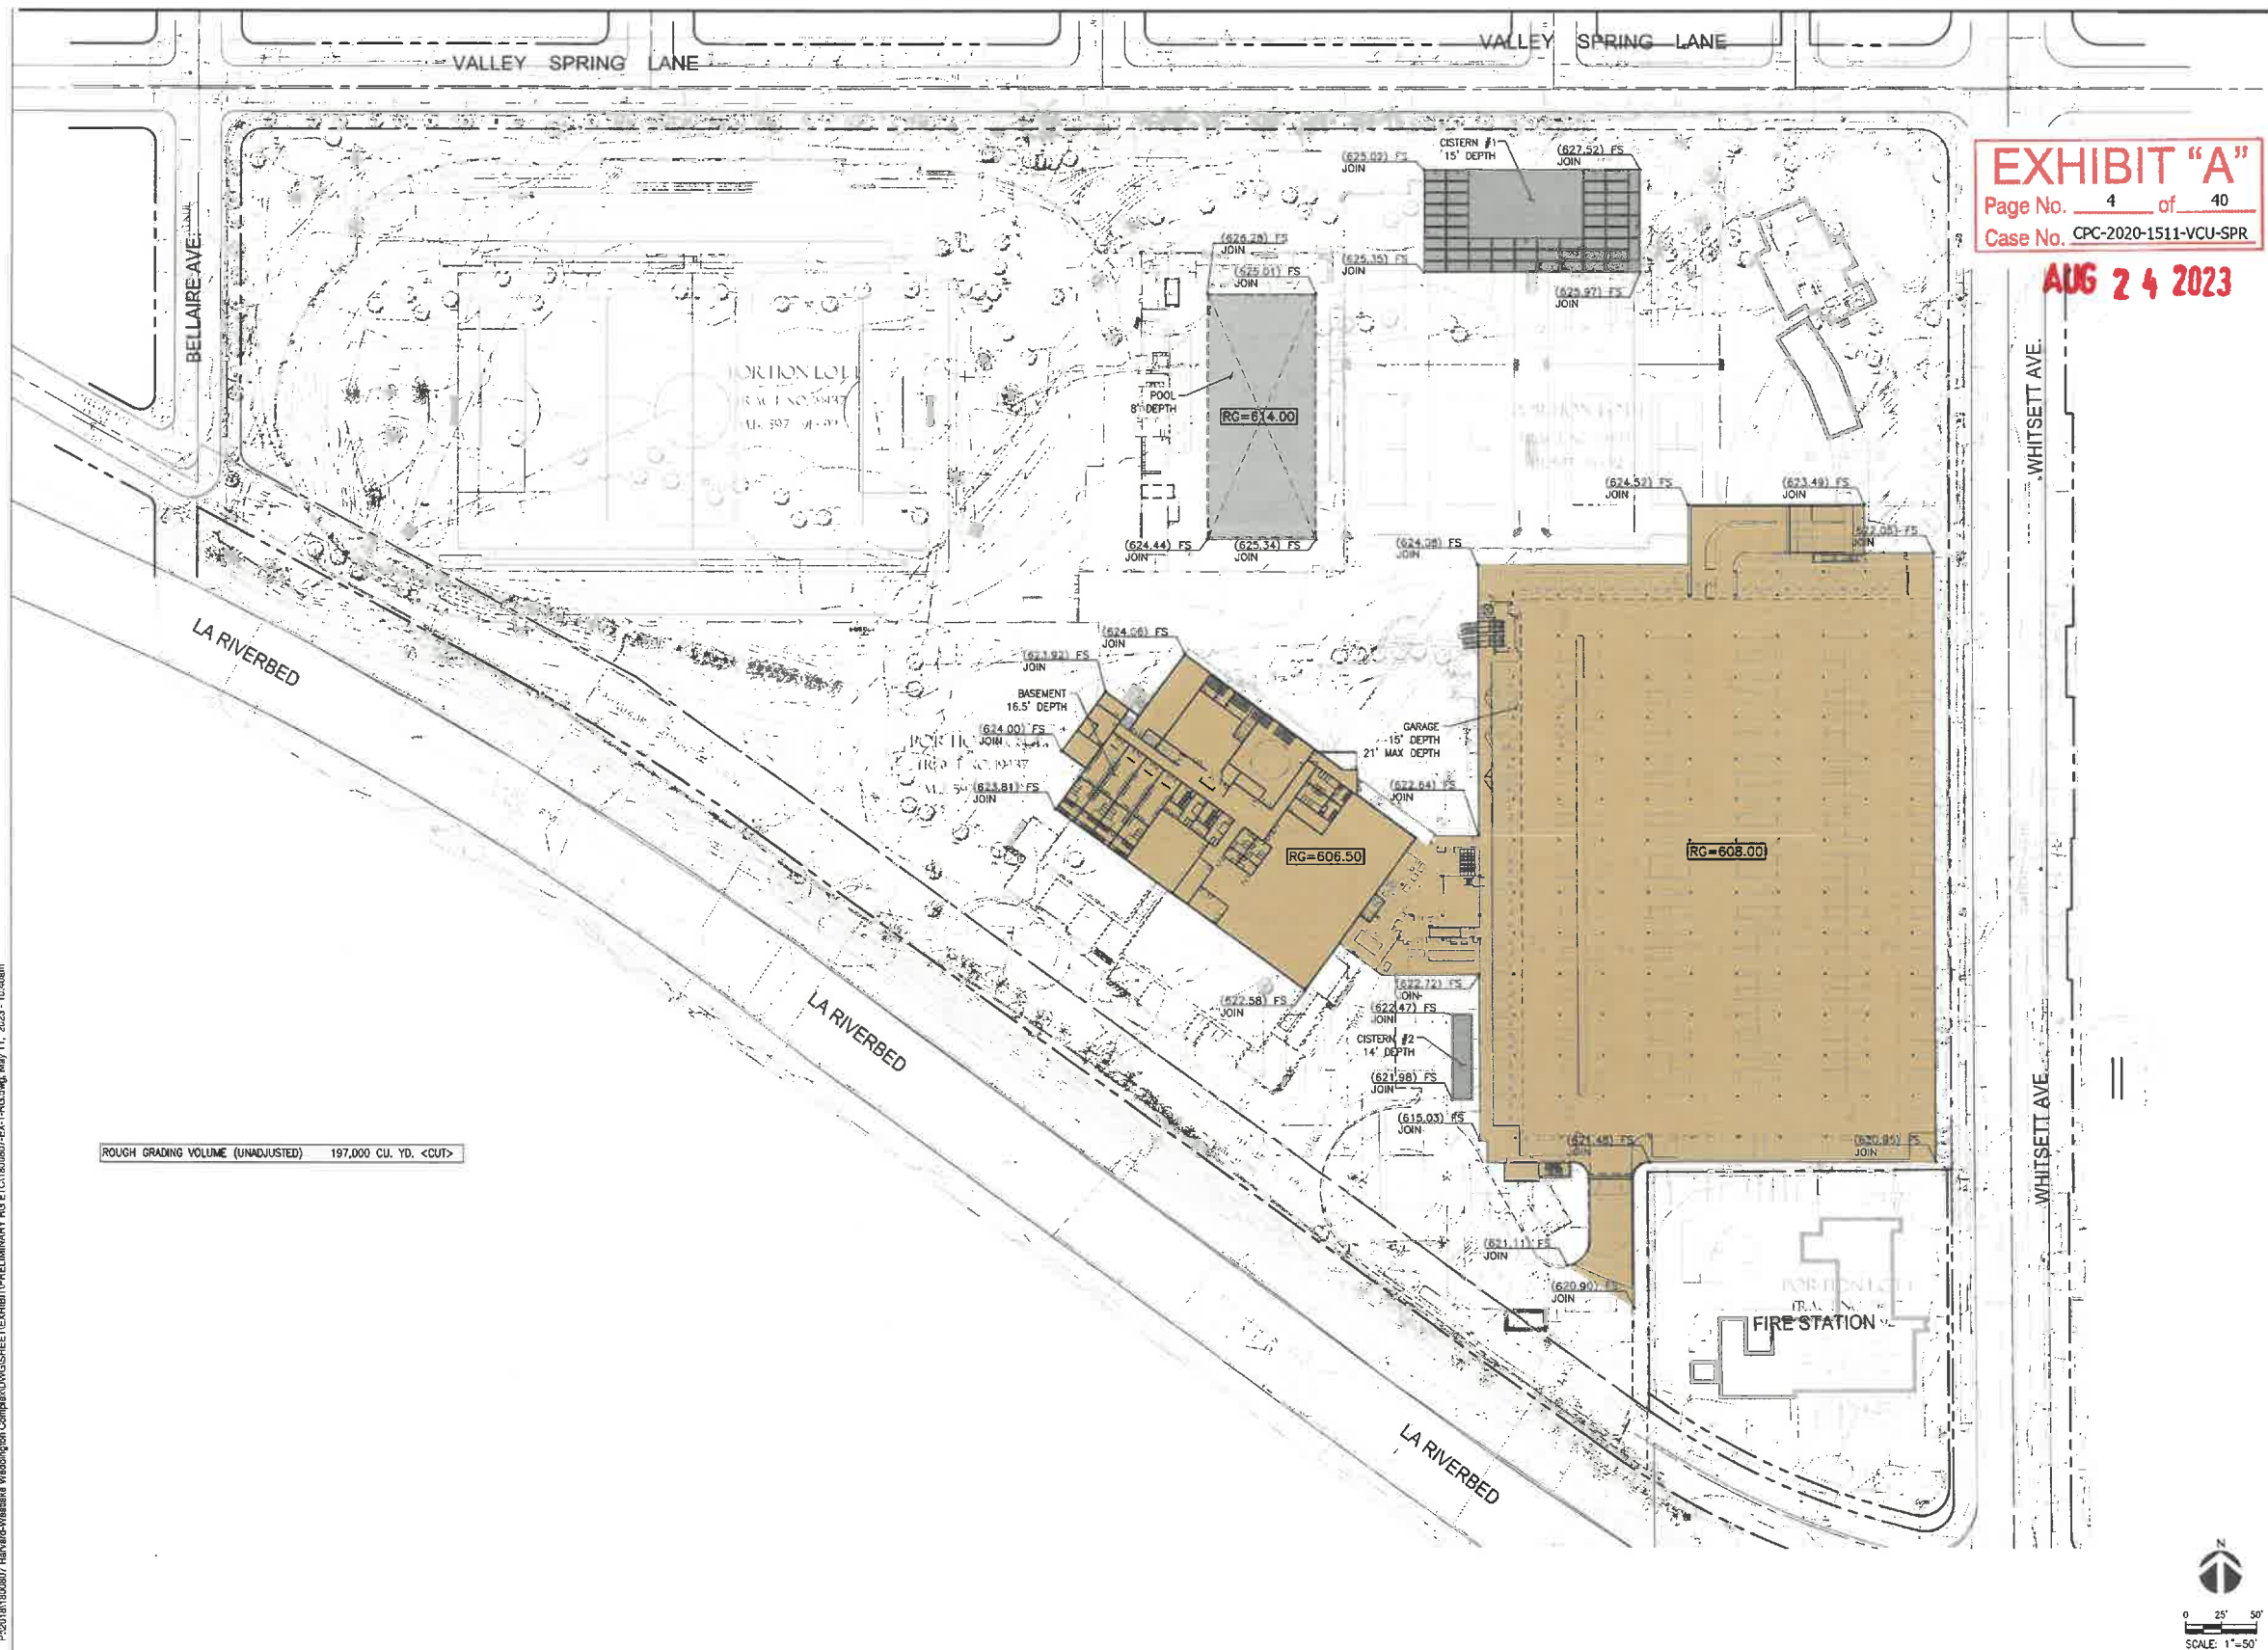 VALLEY SPRING LANE
VALLEY SPRING LANE
EXHIBIT “A”
Page No. 4 of 40
Case No. CPC-2020-1511-VCU-SPR
AUG 24 2023
BELLAIRE AVE.
WHITSETT AVE.
CISTERN #1
15' DEPTH
(625.02) FS
JOIN
(627.52) FS
JOIN
(625.35) FS
JOIN
(625.97) FS
JOIN
(626.28) FS
JOIN
(625.01) FS
JOIN
POOL
8' DEPTH
RG=614.00
(624.44) FS
JOIN
(625.34) FS
JOIN
(624.52) FS
JOIN
(623.49) FS
JOIN
(622.05) FS
JOIN
(624.08) FS
JOIN
LA RIVERBED
(624.06) FS
JOIN
(623.92) FS
JOIN
BASEMENT
16.5' DEPTH
(624.00) FS
JOIN
(623.81) FS
JOIN
GARAGE
15' DEPTH
21' MAX DEPTH
(622.64) FS
JOIN
RG=606.50
RG=608.00
LA RIVERBED
(622.58) FS
JOIN
(622.72) FS
(622.47) FS
JOIN
CISTERN #2
14' DEPTH
(621.98) FS
JOIN
(615.03) FS
JOIN
(621.48) FS
JOIN
(620.95) FS
JOIN
WHITSETT AVE.
ROUGH GRADING VOLUME (UNADJUSTED) 197,000 CU. YD. <CUT>
(621.11) FS
JOIN
(620.90) FS
JOIN
FIRE STATION
LA RIVERBED
N
0 25' 50'
SCALE: 1"=50'